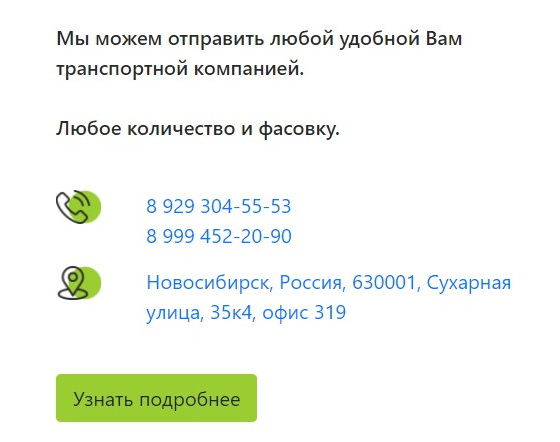 Мы можем отправить любой удобной Вам
транспортной компанией.
Любое количество и фасовку.
8 929 304-55-53
8 999 452-20-90
Новосибирск, Россия, 630001, Сухарная
улица, 35к4, офис 319
Узнать подробнее